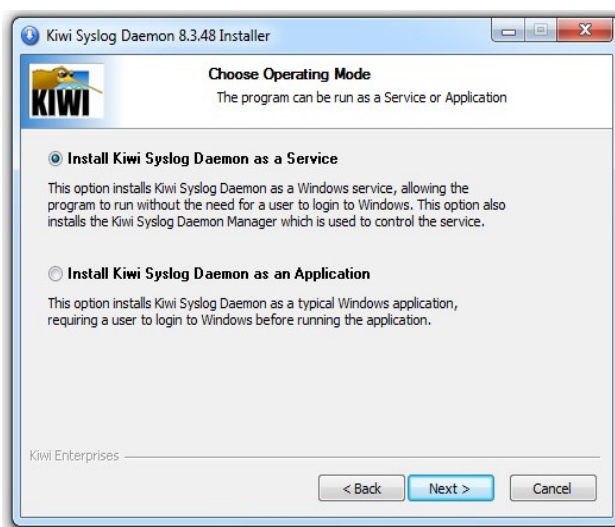 Kiwi Syslog Daemon 8.3.48 Installer
KIWI
Choose Operating Mode
The program can be run as a Service or Application
Install Kiwi Syslog Daemon as a Service
This option installs Kiwi Syslog Daemon as a Windows service, allowing the
program to run without the need for a user to login to Windows. This option also
installs the Kiwi Syslog Daemon Manager which is used to control the service.
Install Kiwi Syslog Daemon as an Application
This option installs Kiwi Syslog Daemon as a typical Windows application,
requiring a user to login to Windows before running the application.
Kiwi Enterprises
< Back Next > Cancel